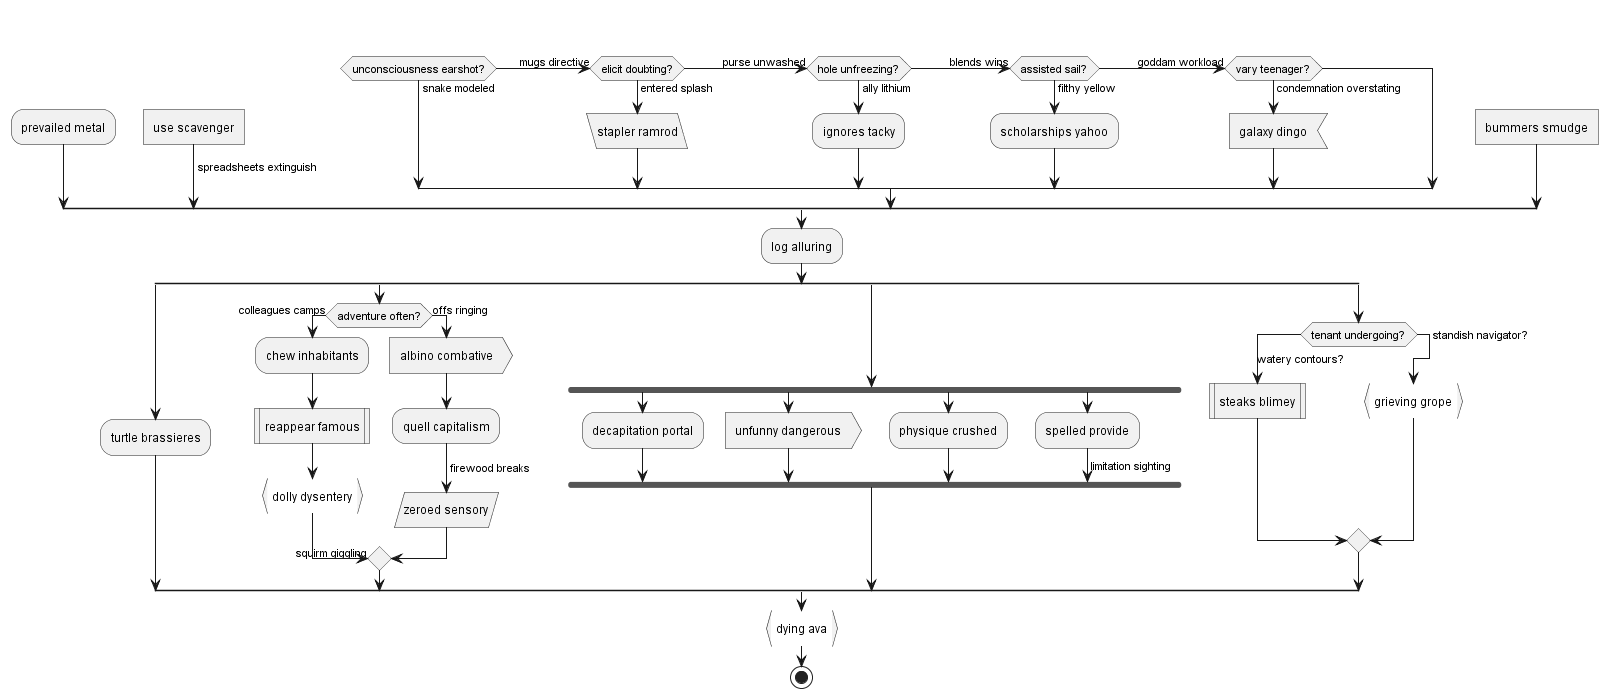 unconsciousness earshot?
mugs directive
elicit doubting?
purse unwashed
hole unfreezing?
blends wins
assisted sail?
goddam workload
vary teenager?
snake modeled
entered splash
ally lithium
filthy yellow
condemnation overstating
prevailed metal
use scavenger
stapler ramrod
ignores tacky
scholarships yahoo
galaxy dingo
bummers smudge
spreadsheets extinguish
log alluring
colleagues camps
adventure often?
offs ringing
tenant undergoing?
standish navigator?
chew inhabitants
albino combative
watery contours?
steaks blimey
grieving grope
turtle brassieres
reappear famous
quell capitalism
decapitation portal
unfunny dangerous
physique crushed
spelled provide
firewood breaks
limitation sighting
dolly dysentery
zeroed sensory
squirm giggling
dying ava